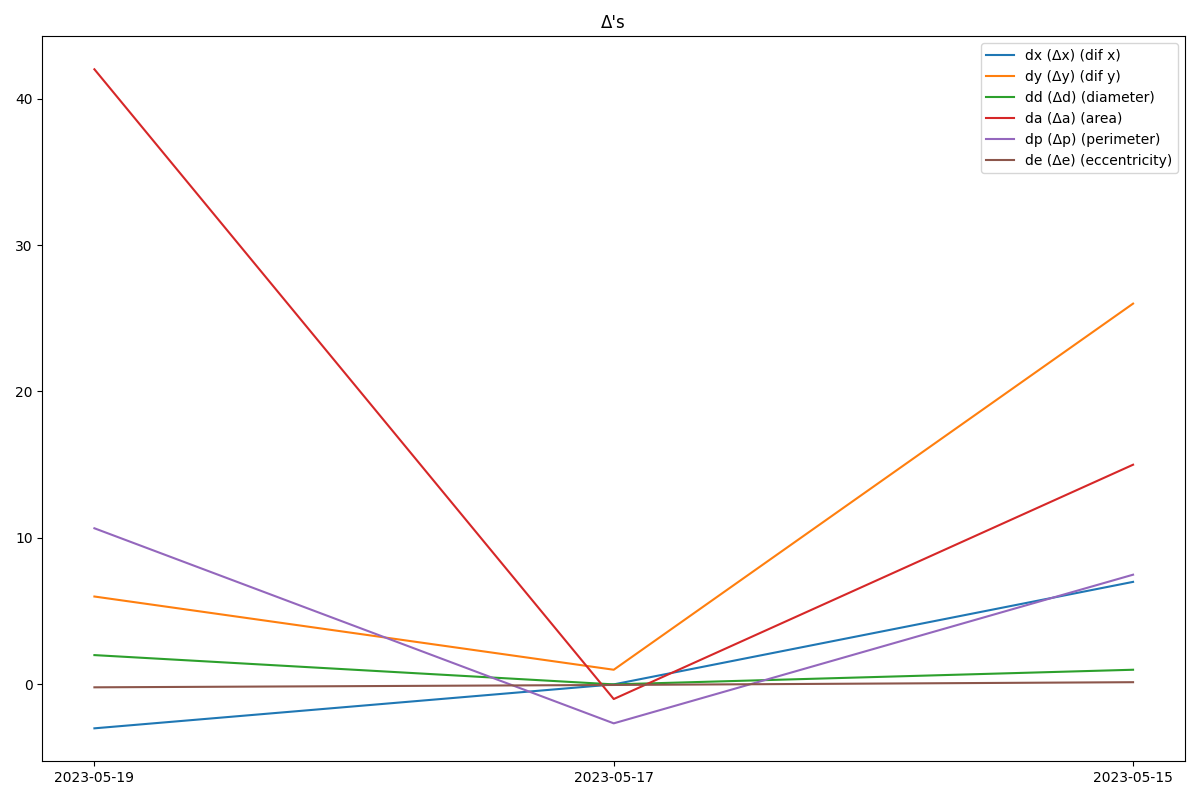 Δ's
dx (Δx) (dif x)
dy (Δy) (dif y)
dd (Δd) (diameter)
da (Δa) (area)
dp (Δp) (perimeter)
de (Δe) (eccentricity)
40
30
20
10
0
2023-05-19 2023-05-17 2023-05-15